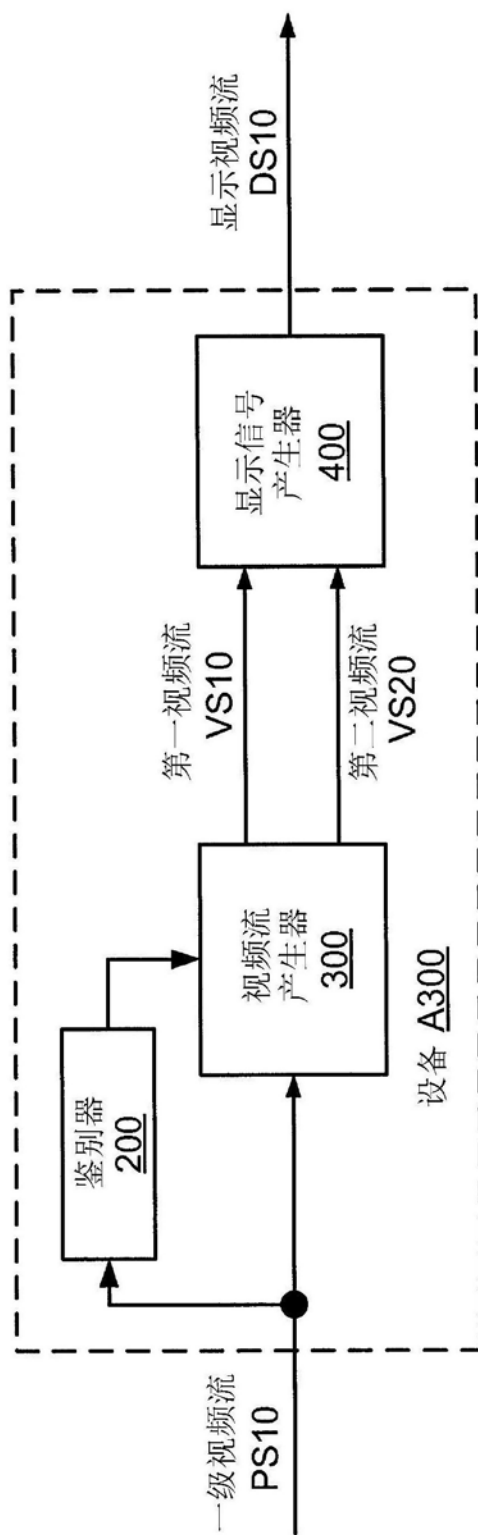 一级视频流
PS10
鉴别器
200
视频流
产生器
300
设备 A300
第一视频流
VS10
第二视频流
VS20
显示信号
产生器
400
显示视频流
DS10